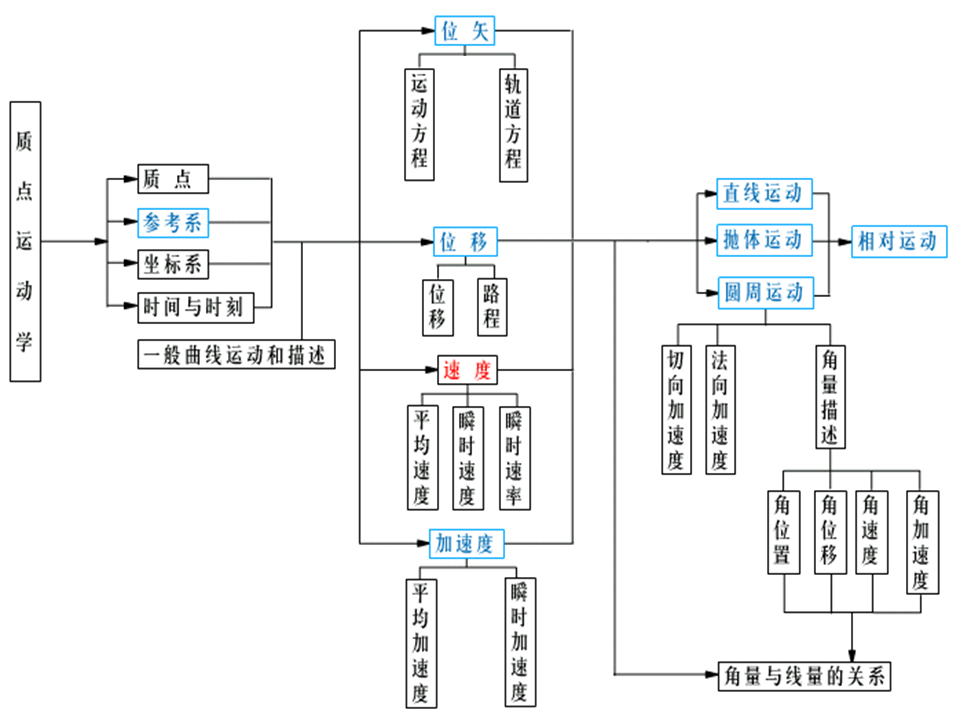 质点运动学
质点
参考系
坐标系
时间与时刻
一般曲线运动和描述
位矢
运动方程
轨道方程
位移
位移
路程
速度
平均速度
瞬时速度
瞬时速率
加速度
平均加速度
瞬时加速度
直线运动
抛体运动
圆周运动
相对运动
切向加速度
法向加速度
角量描述
角位置
角位移
角速度
角加速度
角量与线量的关系